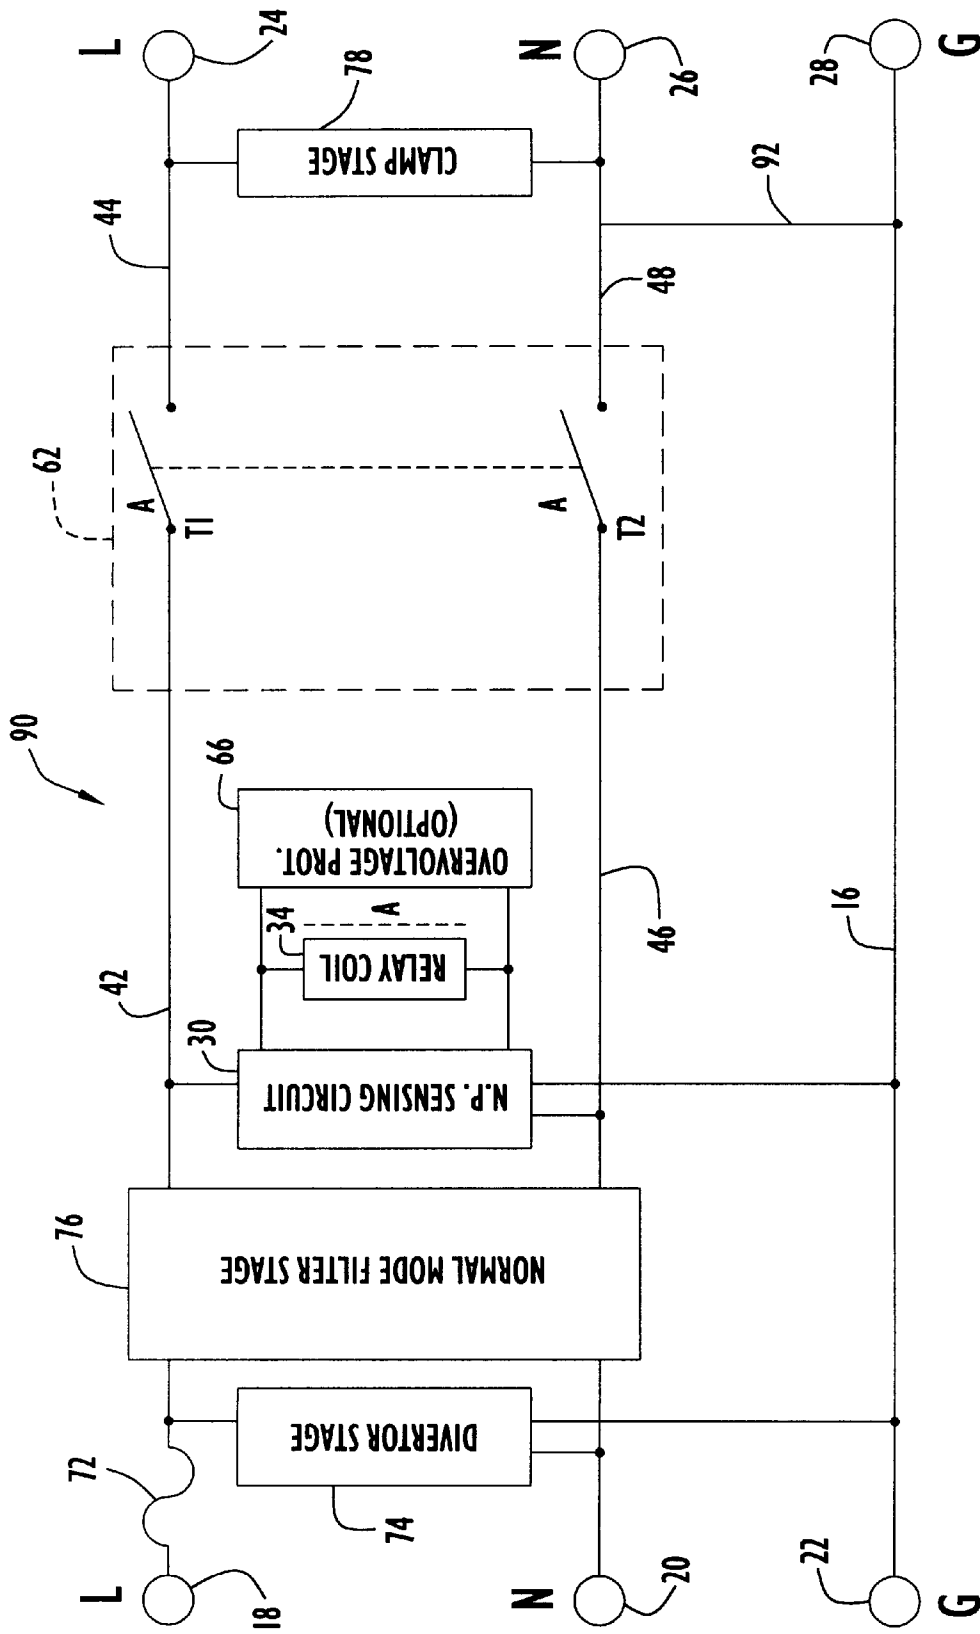 L
24
78
CLAMP STAGE
44
N
26
48
92
28
G
62
A
T1
A
T2
90
66
OVERVOLTAGE PROT.
(OPTIONAL)
34
A
RELAY COIL
42
30
N.P. SENSING CIRCUIT
46
16
76
NORMAL MODE FILTER STAGE
72
DIVERTOR STAGE
74
L
18
N
20
22
G